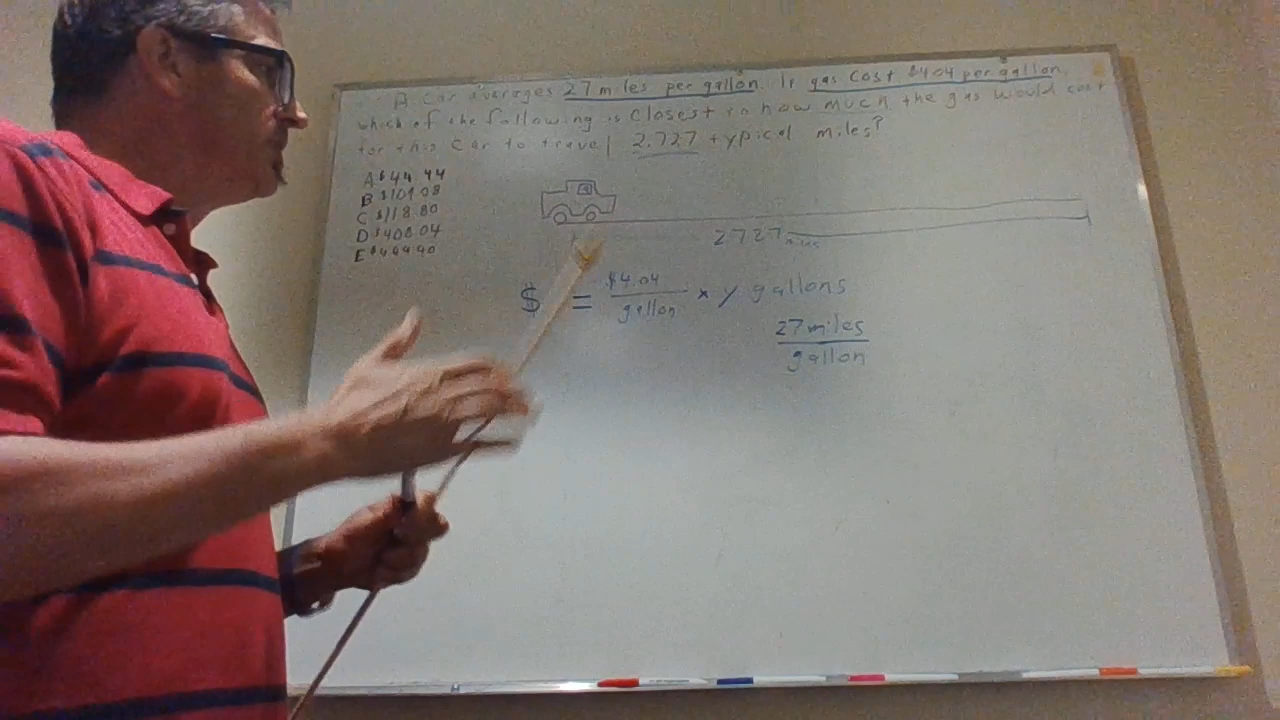 A car averages 27 miles per gallon. If gas cost $4.04 per gallon,
which of the following is closest to how much the gas would cost
for this car to travel 2,727 typical miles?
A $44.44
B $109.08
C $118.80
D $408.04
E $444.40
2727 miles
$ = $4.04 / gallon × y gallons
27 miles
gallon